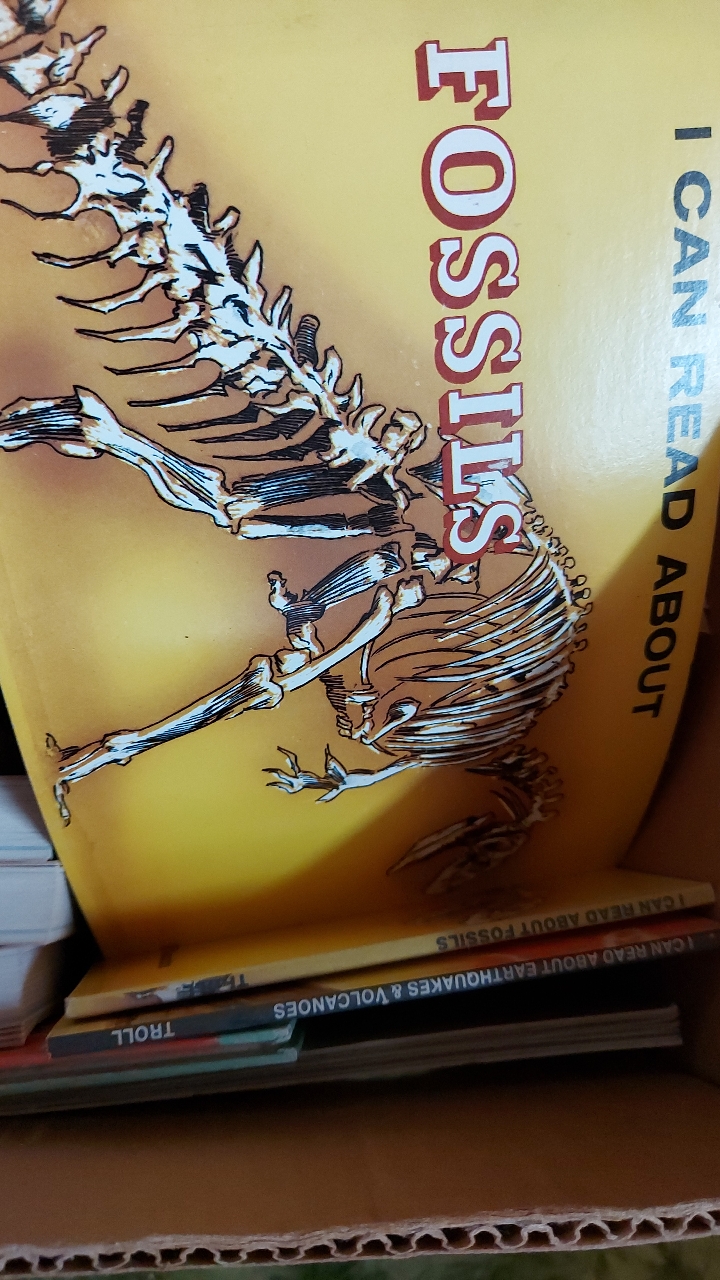 I CAN READ ABOUT
FOSSILS
I CAN READ ABOUT FOSSILS
I CAN READ ABOUT EARTHQUAKES & VOLCANOES
TROLL